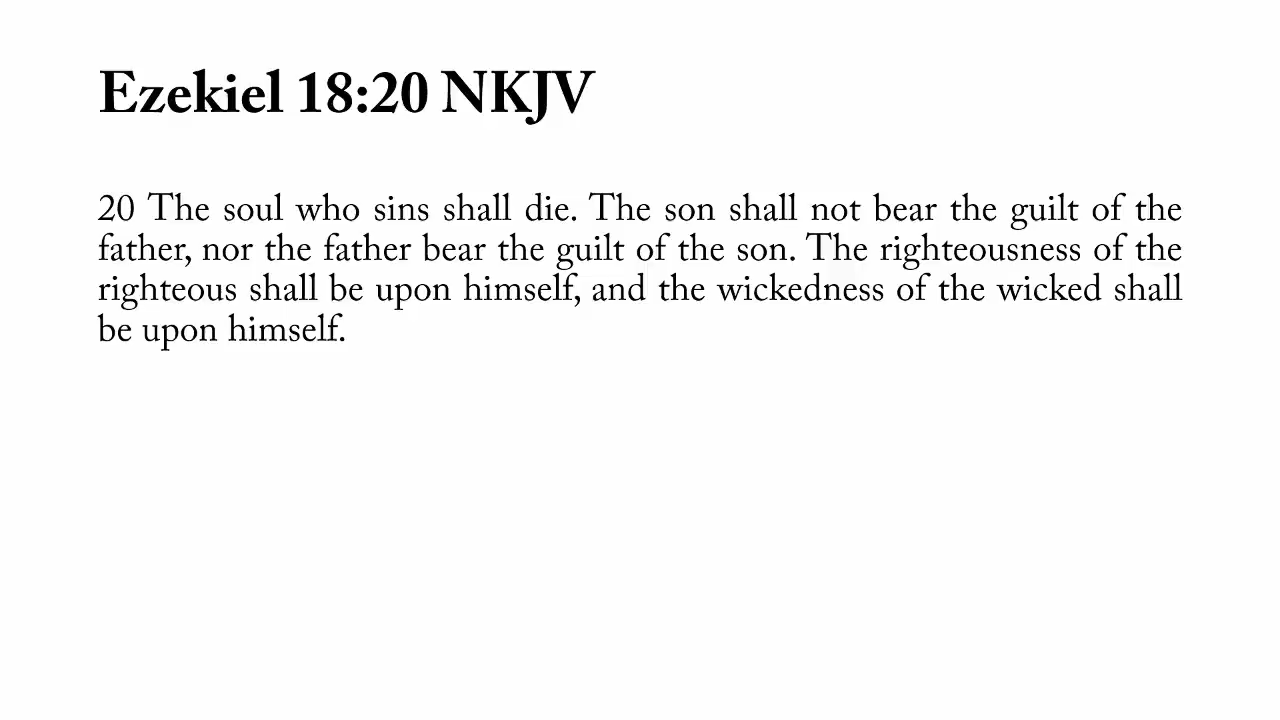 Ezekiel 18:20 NKJV
20 The soul who sins shall die. The son shall not bear the guilt of the
father, nor the father bear the guilt of the son. The righteousness of the
righteous shall be upon himself, and the wickedness of the wicked shall
be upon himself.